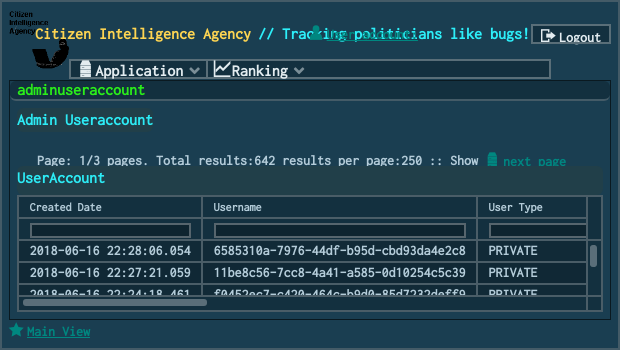 Citizen
Intelligence
Agency
Citizen Intelligence Agency // Tracking politicians like bugs!
Logout
Application Ranking
adminuseraccount
Admin Useraccount
Page: 1/3 pages. Total results:642 results per page:250 :: Show next page
UserAccount
Created Date Username User Type
2018-06-16 22:28:06.054 6585310a-7976-44df-b95d-cbd93da4e2c8 PRIVATE
2018-06-16 22:27:21.059 11be8c56-7cc8-4a41-a585-0d10254c5c39 PRIVATE
2018-06-16 22:24:18.461 f0452ec7-c420-464c-b9d0-85d7232deff9 PRIVATE
Main View